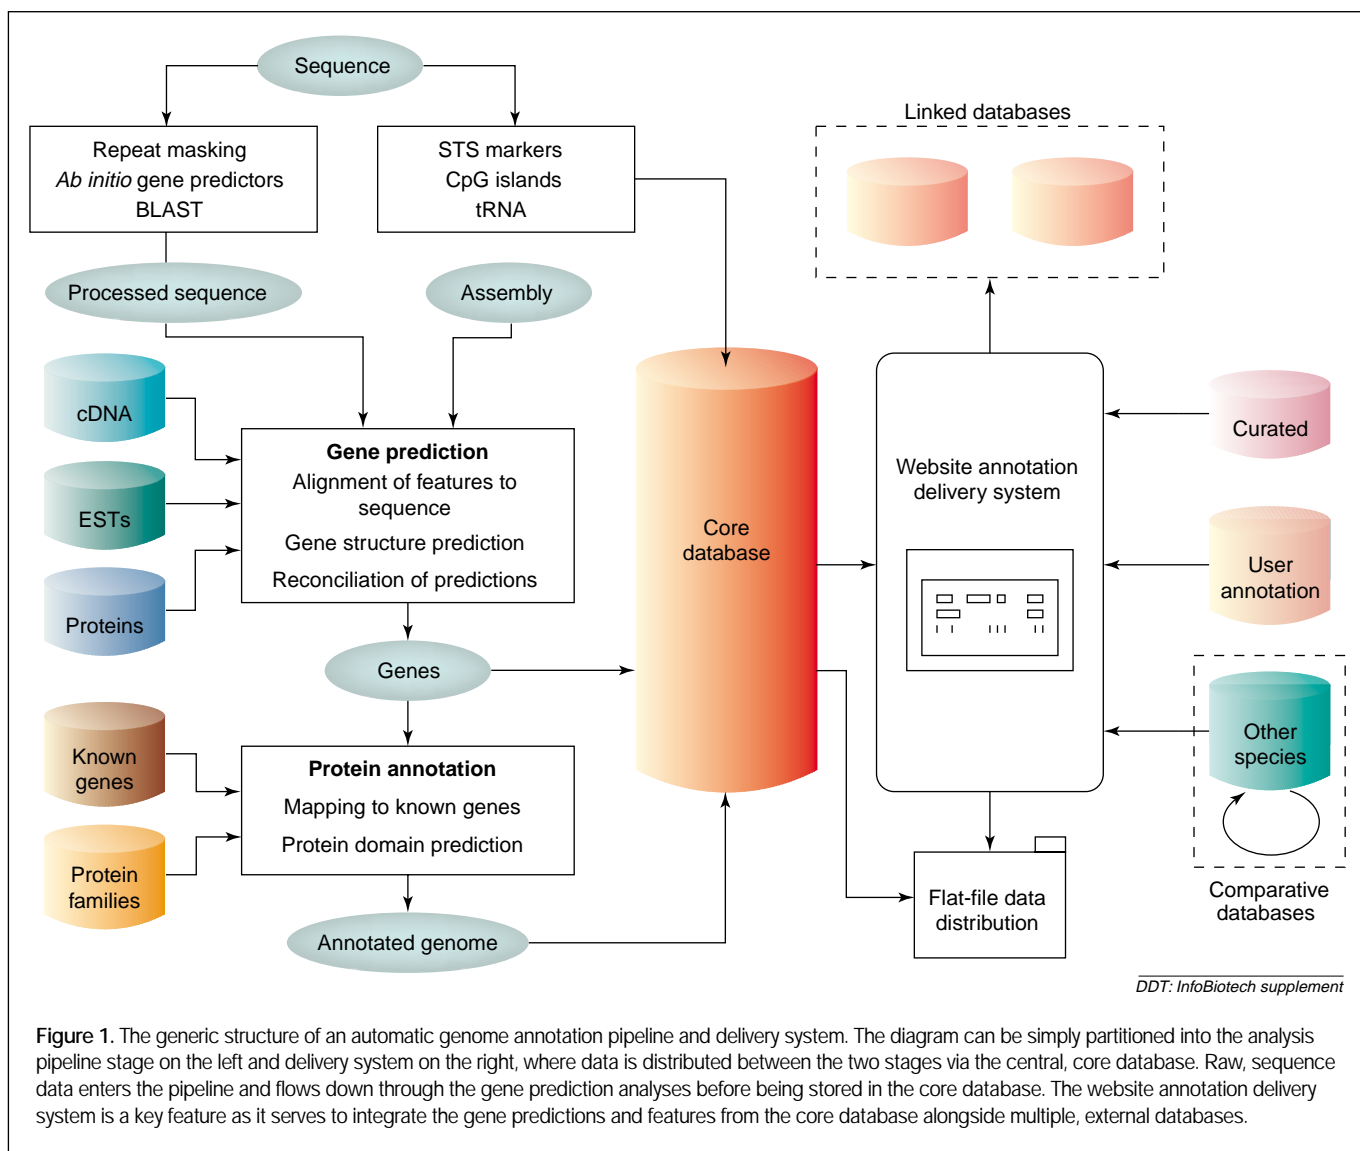 Sequence
Linked databases
Repeat masking
Ab initio gene predictors
BLAST
STS markers
CpG islands
tRNA
Processed sequence
Assembly
cDNA
ESTs
Proteins
Gene prediction
Alignment of features to
sequence
Gene structure prediction
Reconciliation of predictions
Core
database
Website annotation
delivery system
Curated
User
annotation
Genes
Other
species
Known
genes
Protein
families
Protein annotation
Mapping to known genes
Protein domain prediction
Flat-file data
distribution
Comparative
databases
Annotated genome
DDT: InfoBiotech supplement
Figure 1. The generic structure of an automatic genome annotation pipeline and delivery system. The diagram can be simply partitioned into the analysis
pipeline stage on the left and delivery system on the right, where data is distributed between the two stages via the central, core database. Raw, sequence
data enters the pipeline and flows down through the gene prediction analyses before being stored in the core database. The website annotation delivery
system is a key feature as it serves to integrate the gene predictions and features from the core database alongside multiple, external databases.